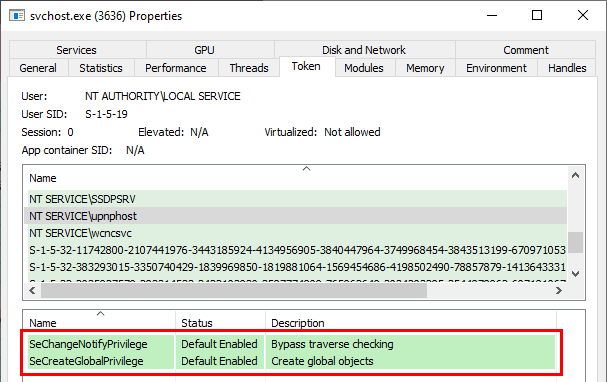 svchost.exe (3636) Properties
Services GPU Disk and Network Comment
General Statistics Performance Threads Token Modules Memory Environment Handles
User: NT AUTHORITY\LOCAL SERVICE
User SID: S-1-5-19
Session: 0 Elevated: N/A Virtualized: Not allowed
App container SID: N/A
Name
NT SERVICE\SSDPSRV
NT SERVICE\upnphost
NT SERVICE\wcncsvc
S-1-5-32-11742800-2107441976-3443185924-4134956905-3840447964-3749968454-3843513199-670971053
S-1-5-32-383293015-3350740429-1839969850-1819881064-1569454686-4198502490-78857879-1413643331
Name Status Description
SeChangeNotifyPrivilege Default Enabled Bypass traverse checking
SeCreateGlobalPrivilege Default Enabled Create global objects